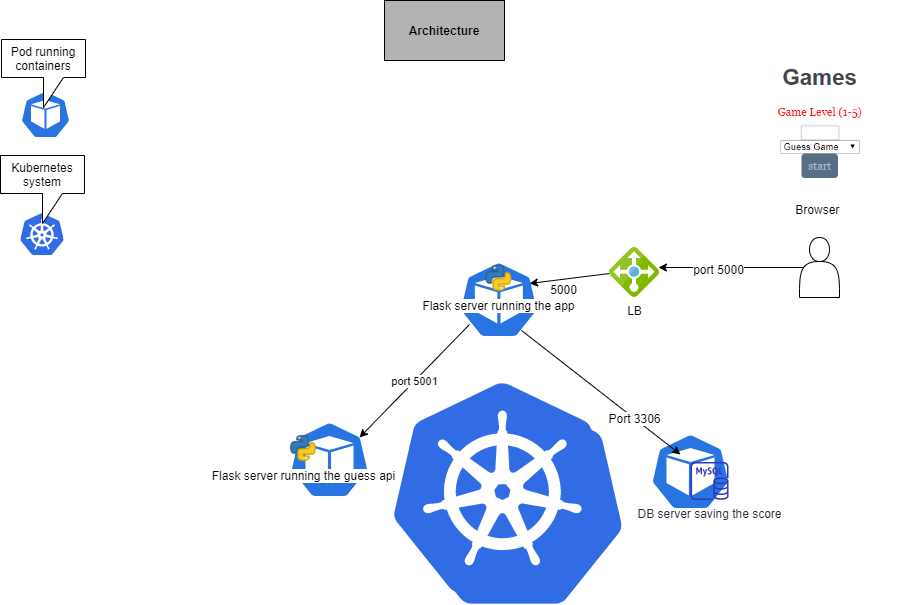 Architecture
Pod running
containers
Kubernetes
system
Games
Game Level (1-5)
Guess Game
start
Browser
port 5000
5000
LB
Flask server running the app
port 5001
Port 3306
Flask server running the guess api
MySQL
DB server saving the score